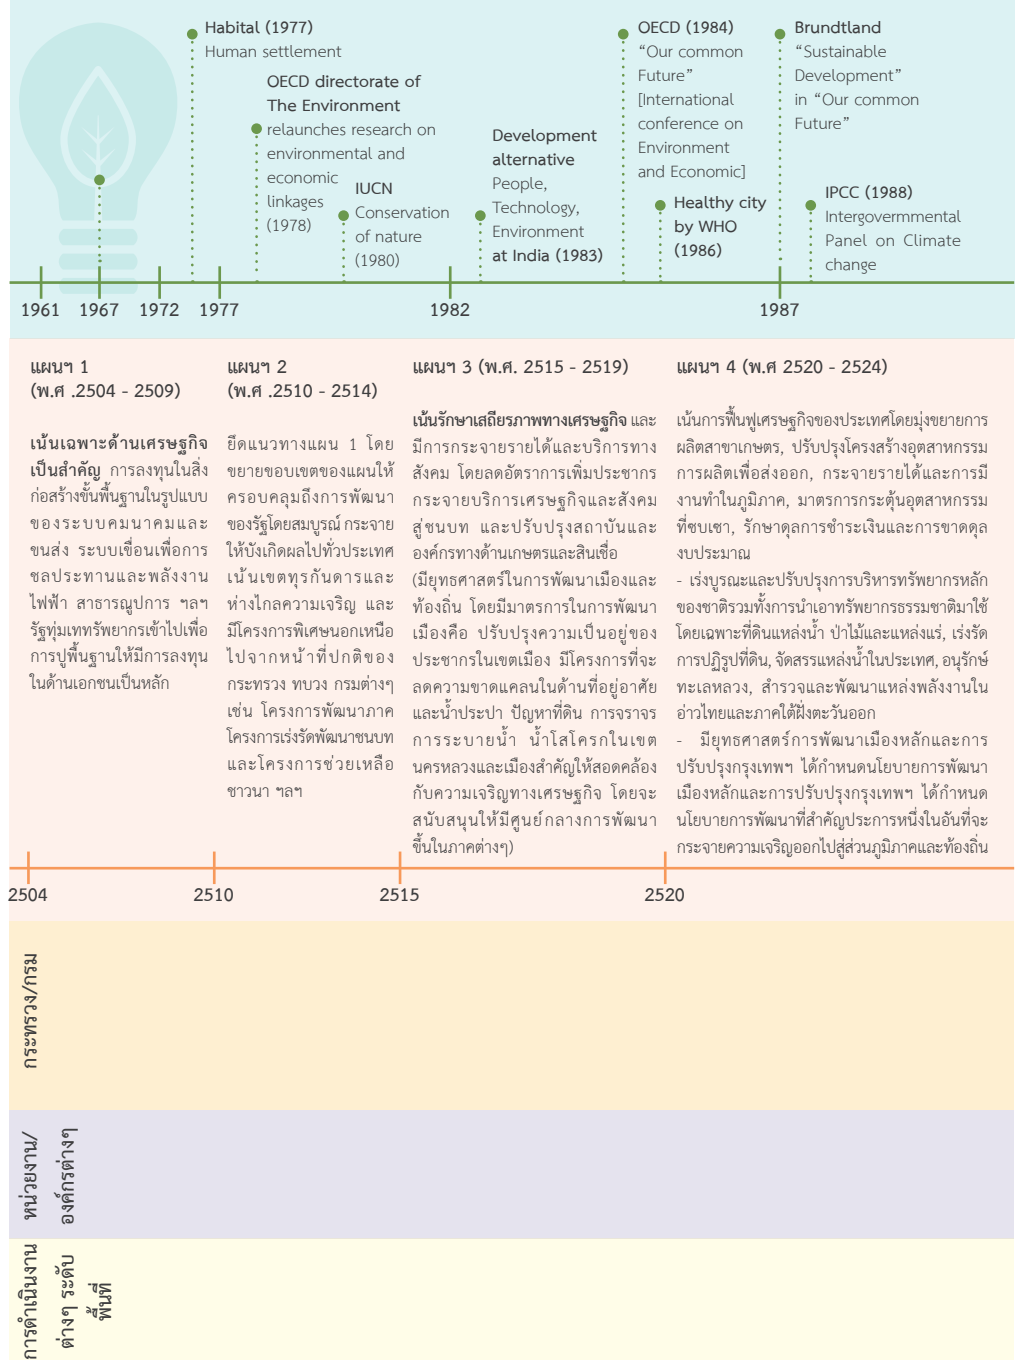 Habital (1977)
Human settlement
OECD directorate of
The Environment
relaunches research on
environmental and
economic
linkages
(1978)
IUCN
Conservation
of nature
(1980)
Development
alternative
People,
Technology,
Environment
at India (1983)
OECD (1984)
“Our common
Future”
[International
conference on
Environment
and Economic]
Healthy city
by WHO
(1986)
Brundtland
“Sustainable
Development”
in “Our common
Future”
IPCC (1988)
Intergovermmental
Panel on Climate
change
1961 1967 1972 1977 1982 1987
แผนฯ 1
(พ.ศ .2504 - 2509)
เน้นเฉพาะด้านเศรษฐกิจ
เป็นสำคัญ การลงทุนในสิ่ง
ก่อสร้างขั้นพื้นฐานในรูปแบบ
ของระบบคมนาคมและ
ขนส่ง ระบบเขื่อนเพื่อการ
ชลประทานและพลังงาน
ไฟฟ้า สาธารณูปการ ฯลฯ
รัฐทุ่มเททรัพยากรเข้าไปเพื่อ
การปูพื้นฐานให้มีการลงทุน
ในด้านเอกชนเป็นหลัก
แผนฯ 2
(พ.ศ .2510 - 2514)
ยึดแนวทางแผน 1 โดย
ขยายขอบเขตของแผนให้
ครอบคลุมถึงการพัฒนา
ของรัฐโดยสมบูรณ์ กระจาย
ให้บังเกิดผลไปทั่วประเทศ
เน้นเขตทุรกันดารและ
ห่างไกลความเจริญ และ
มีโครงการพิเศษนอกเหนือ
ไปจากหน้าที่ปกติของ
กระทรวง ทบวง กรมต่างๆ
เช่น โครงการพัฒนาภาค
โครงการเร่งรัดพัฒนาชนบท
และโครงการช่วยเหลือ
ชาวนา ฯลฯ
แผนฯ 3 (พ.ศ. 2515 - 2519)
เน้นรักษาเสถียรภาพทางเศรษฐกิจ และ
มีการกระจายรายได้และบริการทาง
สังคม โดยลดอัตราการเพิ่มประชากร
กระจายบริการเศรษฐกิจและสังคม
สู่ชนบท และปรับปรุงสถาบันและ
องค์กรทางด้านเกษตรและสินเชื่อ
(มียุทธศาสตร์ในการพัฒนาเมืองและ
ท้องถิ่น โดยมีมาตรการในการพัฒนา
เมืองคือ ปรับปรุงความเป็นอยู่ของ
ประชากรในเขตเมือง มีโครงการที่จะ
ลดความขาดแคลนในด้านที่อยู่อาศัย
และน้ำประปา ปัญหาที่ดิน การจราจร
การระบายน้ำ น้ำโสโครกในเขต
นครหลวงและเมืองสำคัญให้สอดคล้อง
กับความเจริญทางเศรษฐกิจ โดยจะ
สนับสนุนให้มีศูนย์กลางการพัฒนา
ขึ้นในภาคต่างๆ)
แผนฯ 4 (พ.ศ 2520 - 2524)
เน้นการฟื้นฟูเศรษฐกิจของประเทศโดยมุ่งขยายการ
ผลิตสาขาเกษตร, ปรับปรุงโครงสร้างอุตสาหกรรม
การผลิตเพื่อส่งออก, กระจายรายได้และการมี
งานทำในภูมิภาค, มาตรการกระตุ้นอุตสาหกรรม
ที่ซบเซา, รักษาดุลการชำระเงินและการขาดดุล
งบประมาณ
- เร่งบูรณะและปรับปรุงการบริหารทรัพยากรหลัก
ของชาติรวมทั้งการนำเอาทรัพยากรธรรมชาติมาใช้
โดยเฉพาะที่ดินแหล่งน้ำ ป่าไม้และแหล่งแร่, เร่งรัด
การปฏิรูปที่ดิน, จัดสรรแหล่งน้ำในประเทศ, อนุรักษ์
ทะเลหลวง, สำรวจและพัฒนาแหล่งพลังงานใน
อ่าวไทยและภาคใต้ฝั่งตะวันออก
- มียุทธศาสตร์การพัฒนาเมืองหลักและการ
ปรับปรุงกรุงเทพฯ ได้กำหนดนโยบายการพัฒนา
เมืองหลักและการปรับปรุงกรุงเทพฯ ได้กำหนด
นโยบายการพัฒนาที่สำคัญประการหนึ่งในอันที่จะ
กระจายความเจริญออกไปสู่ส่วนภูมิภาคและท้องถิ่น
2504 2510 2515 2520
กระทรวง/กรม
หน่วยงาน/
องค์กรต่างๆ
การดำเนินงาน
ต่างๆ ระดับ
พื้นที่